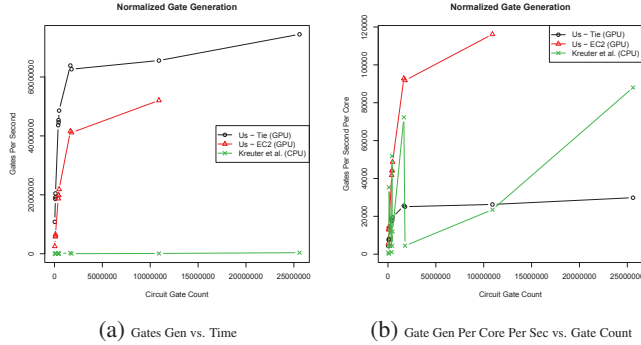 Normalized Gate Generation
Gates Per Second
60000000
40000000
20000000
0
Us − Tie (GPU)
Us − EC2 (GPU)
Kreuter et al. (CPU)
0 5000000 10000000 15000000 20000000 25000000
Circuit Gate Count
(a) Gates Gen vs. Time
Normalized Gate Generation
Gates Per Second Per Core
120000
100000
80000
60000
40000
20000
0
Us − Tie (GPU)
Us − EC2 (GPU)
Kreuter et al. (CPU)
0 5000000 10000000 15000000 20000000 25000000
Circuit Gate Count
(b) Gate Gen Per Core Per Sec vs. Gate Count